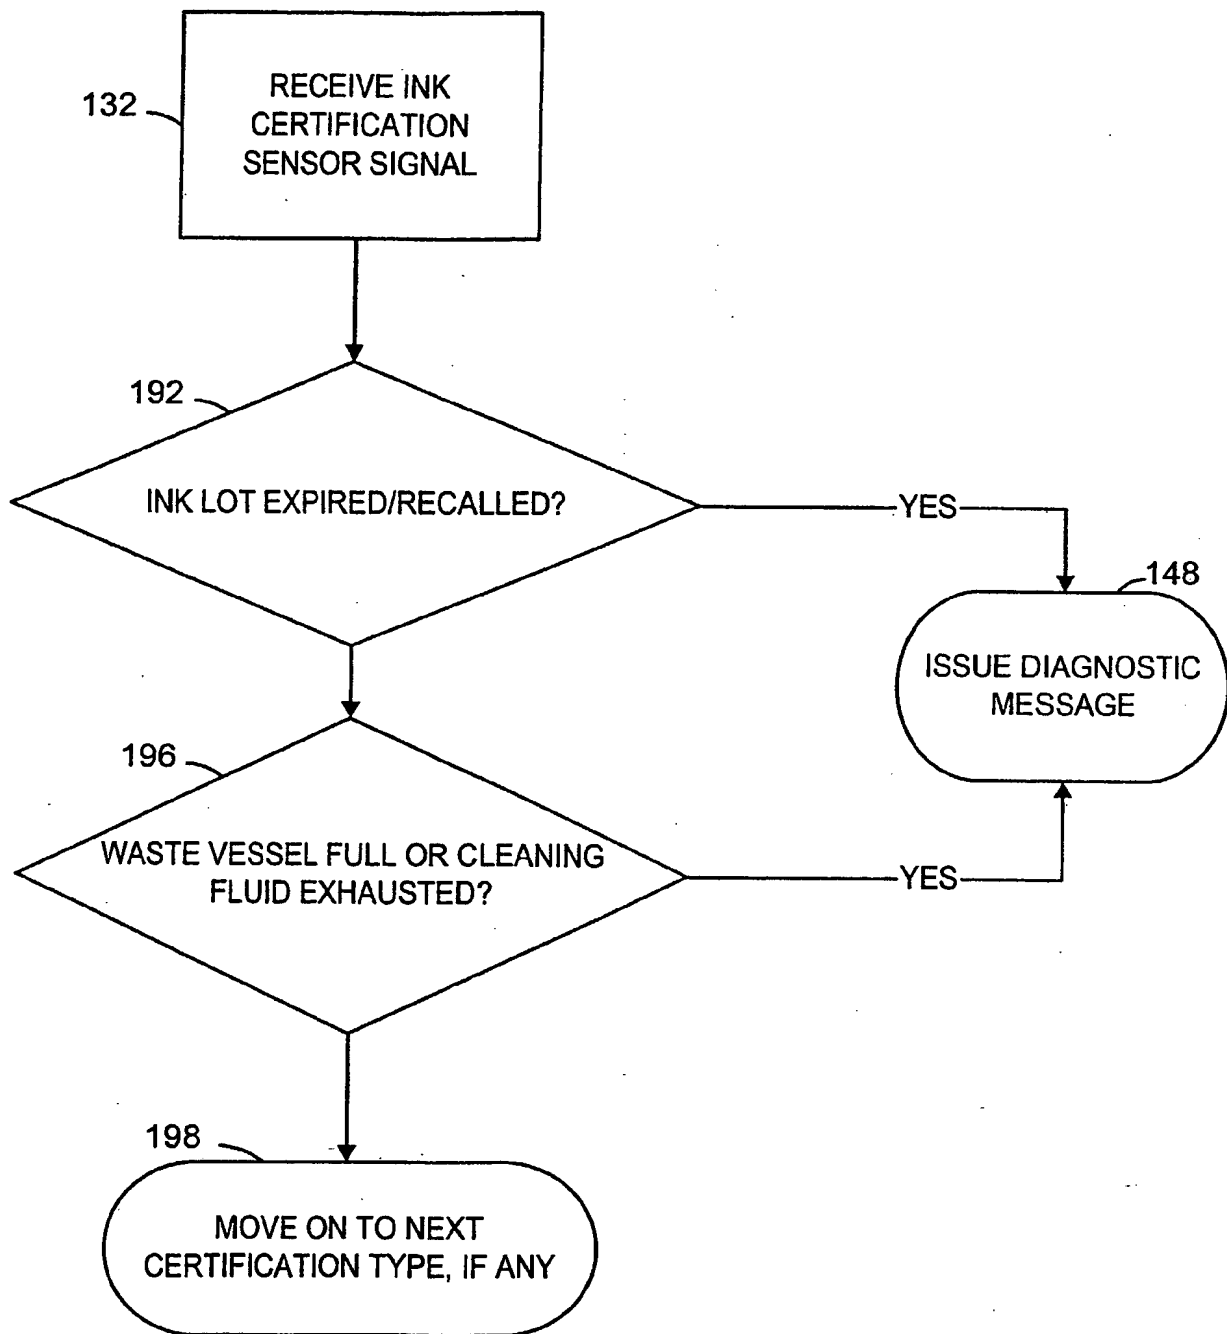 132
RECEIVE INK
CERTIFICATION
SENSOR SIGNAL
192
INK LOT EXPIRED/RECALLED?
YES
148
ISSUE DIAGNOSTIC
MESSAGE
196
WASTE VESSEL FULL OR CLEANING
FLUID EXHAUSTED?
YES
198
MOVE ON TO NEXT
CERTIFICATION TYPE, IF ANY